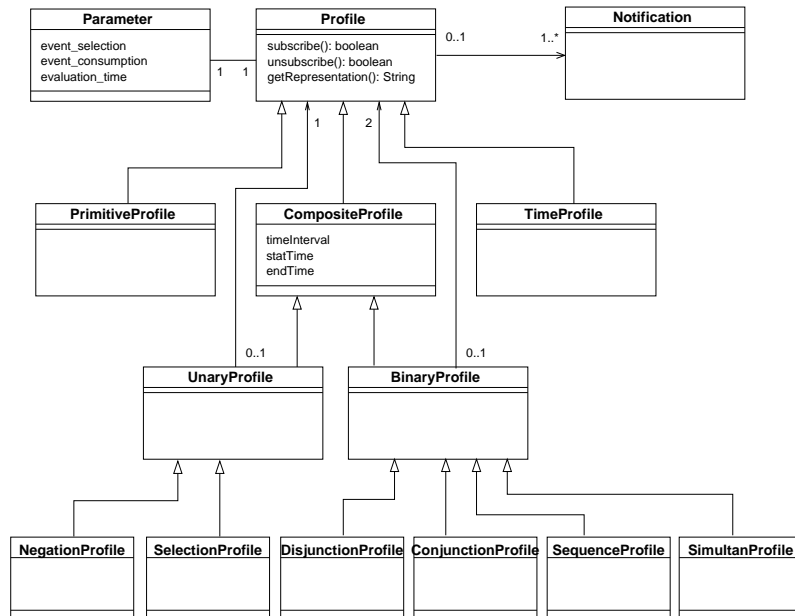 Parameter
event_selection
event_consumption
evaluation_time
1
1
Profile
subscribe(): boolean
unsubscribe(): boolean
getRepresentation(): String
0..1
1..*
Notification
1
2
PrimitiveProfile
CompositeProfile
timeInterval
statTime
endTime
TimeProfile
0..1
0..1
UnaryProfile
BinaryProfile
NegationProfile
SelectionProfile
DisjunctionProfile
ConjunctionProfile
SequenceProfile
SimultanProfile